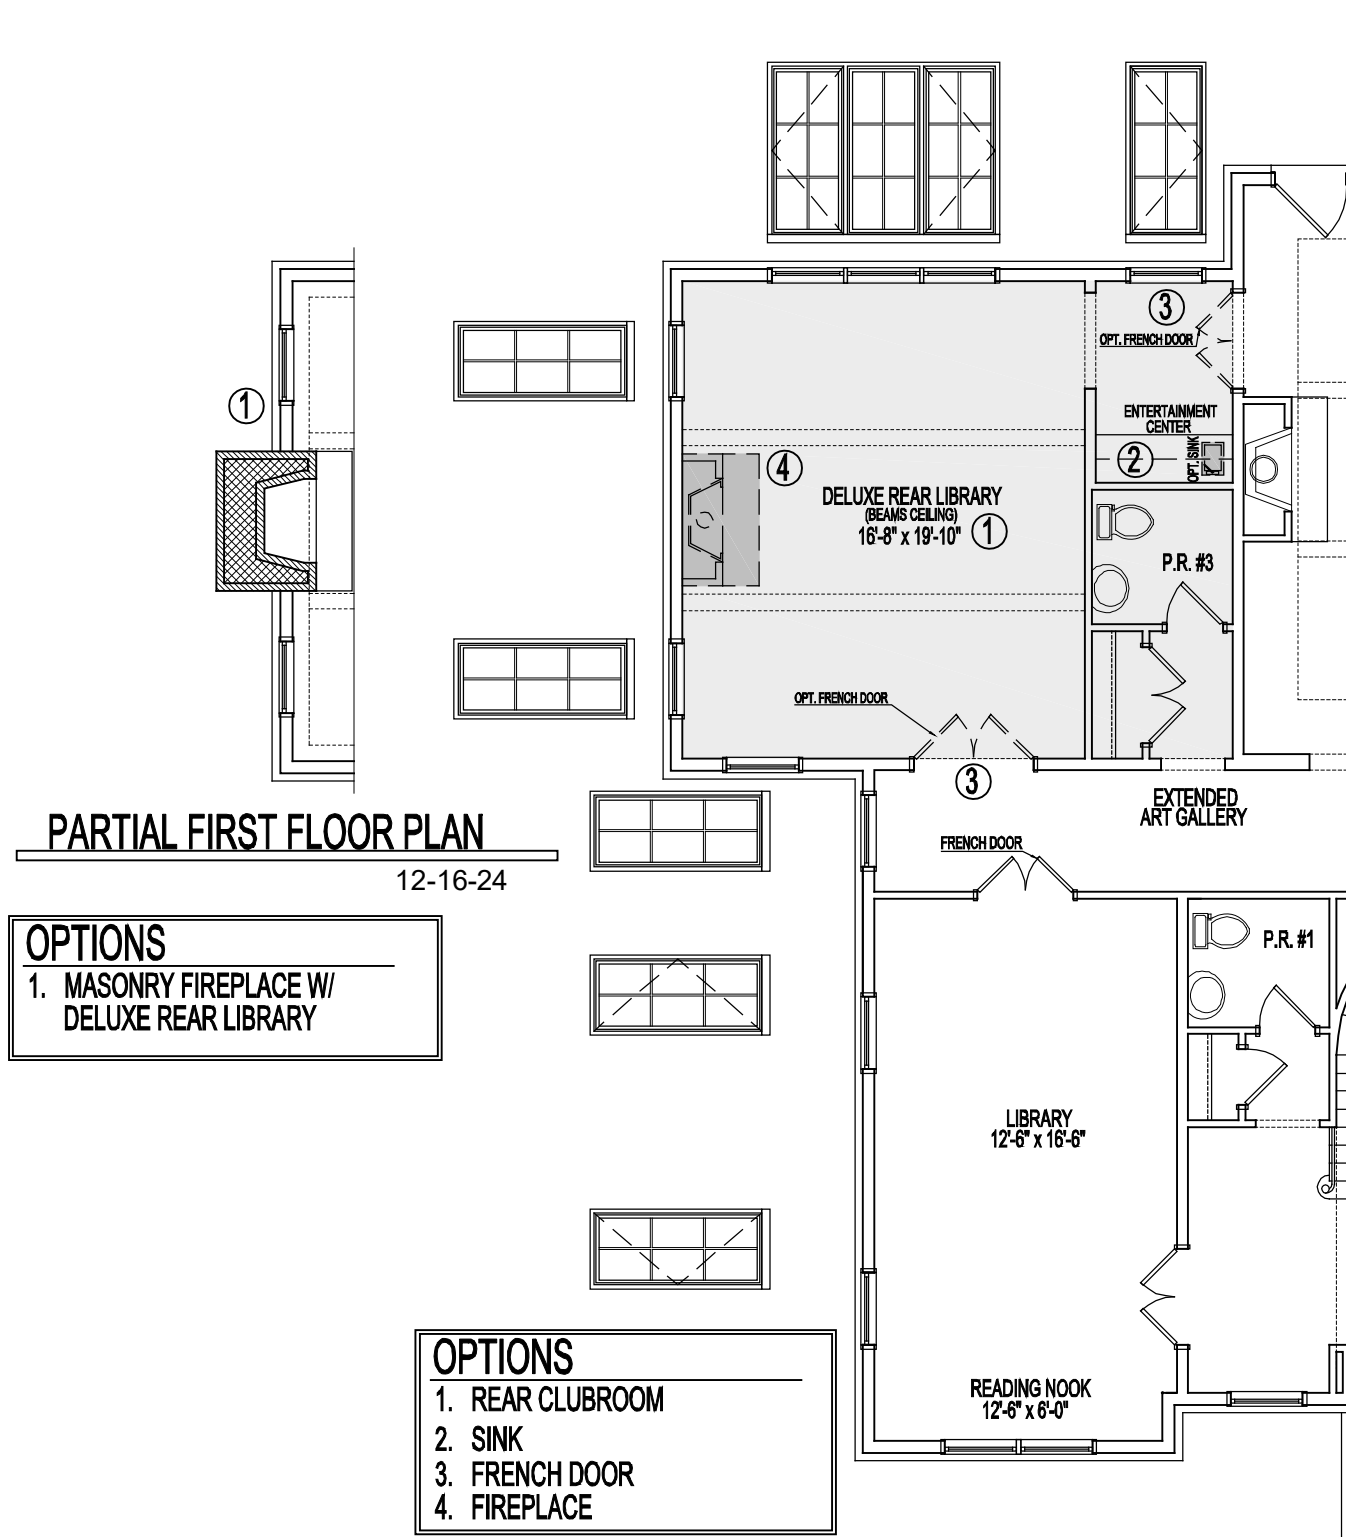 3
OPT. FRENCH DOOR
1
ENTERTAINMENT
CENTER
OPT. SINK
2
4
DELUXE REAR LIBRARY
(BEAMS CEILING)
16'-8" x 19'-10"
1
P.R. #3
OPT. FRENCH DOOR
3
EXTENDED
ART GALLERY
FRENCH DOOR
PARTIAL FIRST FLOOR PLAN
12-16-24
OPTIONS
1. MASONRY FIREPLACE W/
DELUXE REAR LIBRARY
P.R. #1
LIBRARY
12'-6" x 16'-6"
READING NOOK
12'-6" x 6'-0"
OPTIONS
1. REAR CLUBROOM
2. SINK
3. FRENCH DOOR
4. FIREPLACE